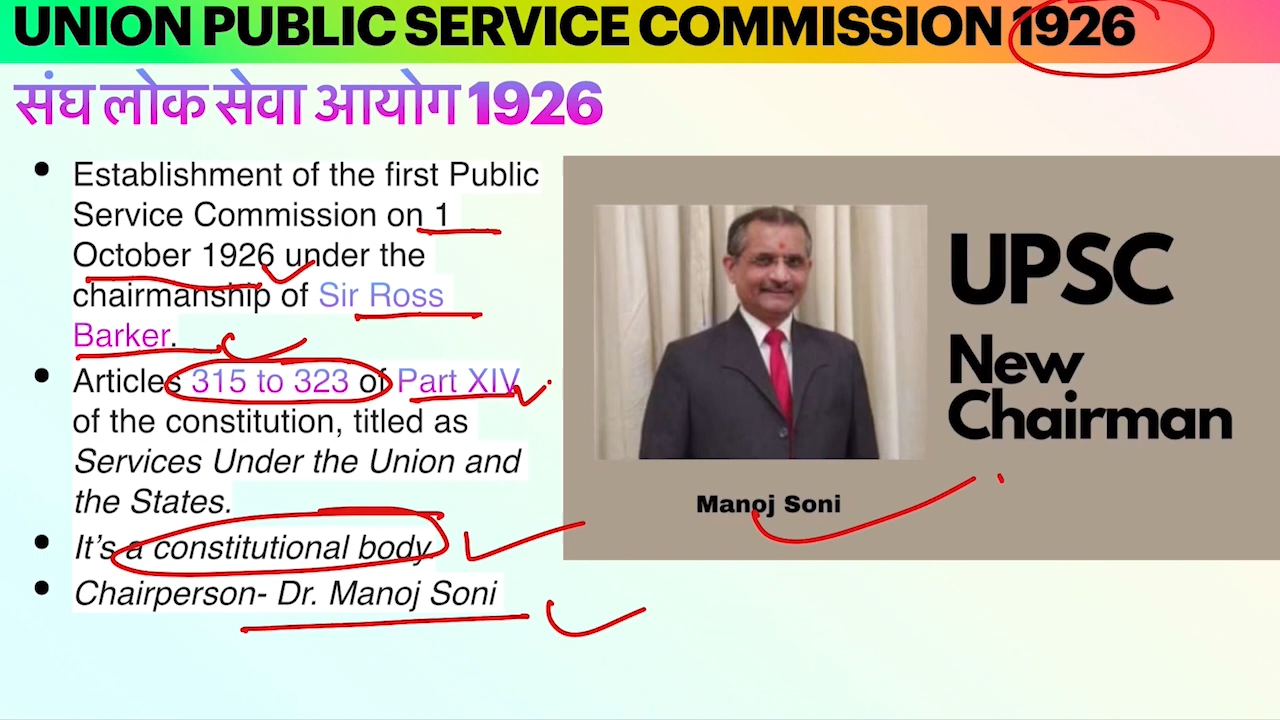 UNION PUBLIC SERVICE COMMISSION 1926
संघ लोक सेवा आयोग 1926
• Establishment of the first Public
Service Commission on 1
October 1926 under the
chairmanship of Sir Ross
Barker.
• Articles 315 to 323 of Part XIV
of the constitution, titled as
Services Under the Union and
the States.
• It's a constitutional body.
• Chairperson- Dr. Manoj Soni
UPSC
New
Chairman
Manoj Soni